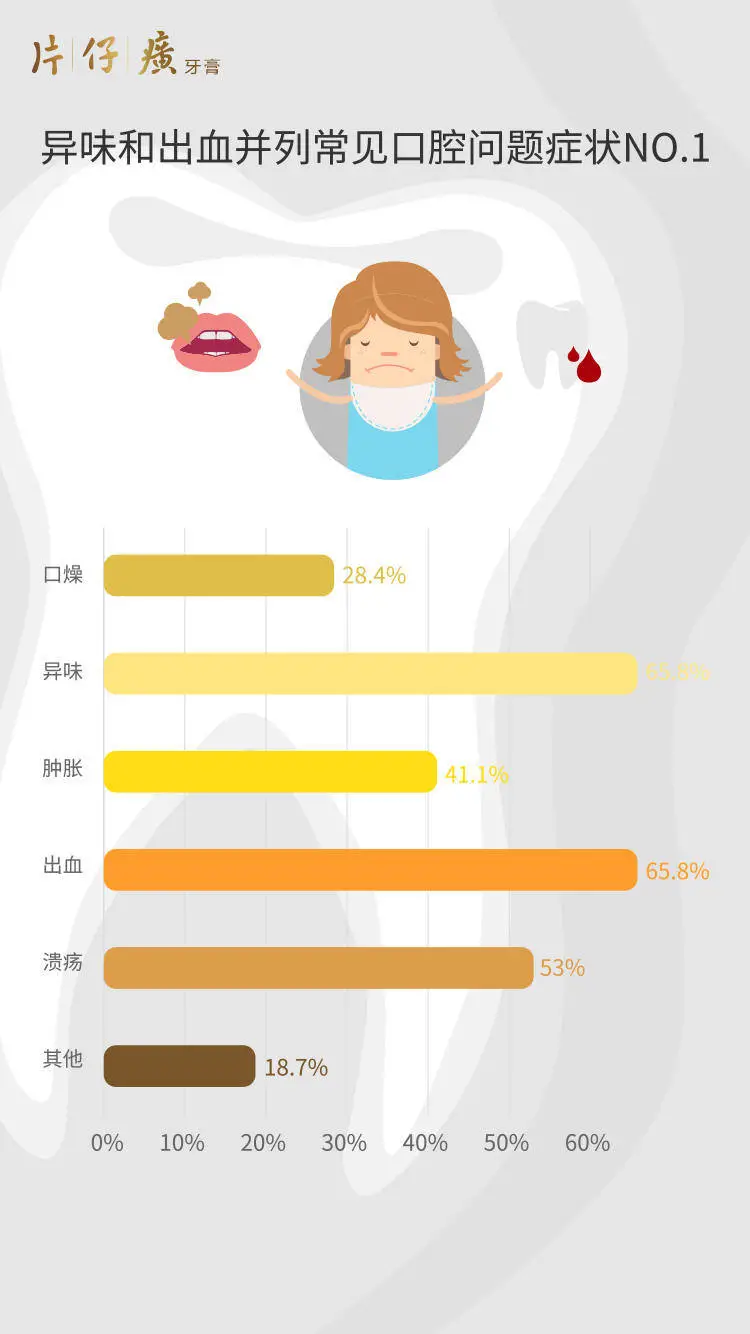 片仔癀牙膏
异味和出血并列常见口腔问题症状NO.1
口燥 28.4%
异味 65.8%
肿胀 41.1%
出血 65.8%
溃疡 53%
其他 18.7%
0% 10% 20% 30% 40% 50% 60%